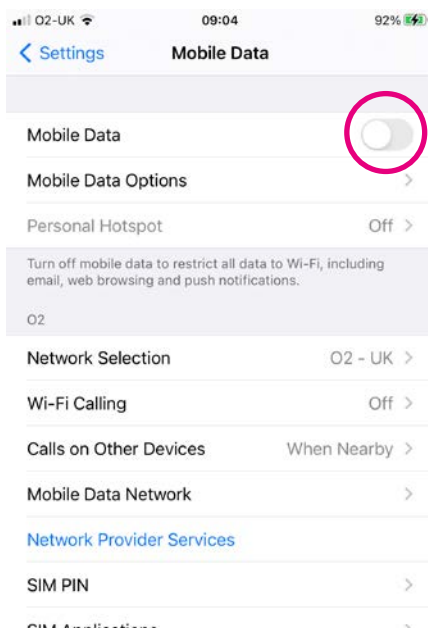 O2-UK 09:04 92%
Settings Mobile Data
Mobile Data
Mobile Data Options
Personal Hotspot Off
Turn off mobile data to restrict all data to Wi-Fi, including
email, web browsing and push notifications.
O2
Network Selection O2 - UK
Wi-Fi Calling Off
Calls on Other Devices When Nearby
Mobile Data Network
Network Provider Services
SIM PIN
SIM Applications